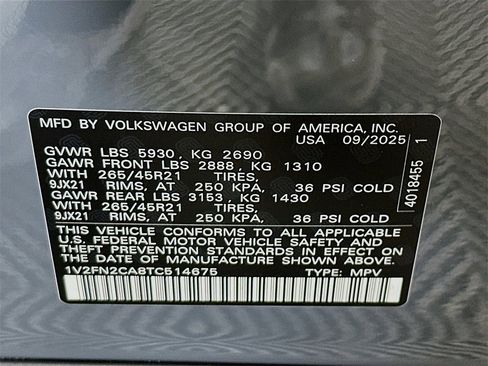 MFD BY VOLKSWAGEN GROUP OF AMERICA, INC.
USA 09/2025
GVWR LBS 5930, KG 2690
GAWR FRONT LBS 2888, KG 1310
WITH 265/45R21 TIRES,
9JX21 RIMS, AT 250 KPA, 36 PSI COLD
GAWR REAR LBS 3153, KG 1430
WITH 265/45R21 TIRES,
9JX21 RIMS, AT 250 KPA, 36 PSI COLD
THIS VEHICLE CONFORMS TO ALL APPLICABLE
U.S. FEDERAL MOTOR VEHICLE SAFETY AND
THEFT PREVENTION STANDARDS IN EFFECT ON
THE DATE OF MANUFACTURE SHOWN ABOVE.
1V2FN2CA8TC514675 TYPE: MPV
4018455 1